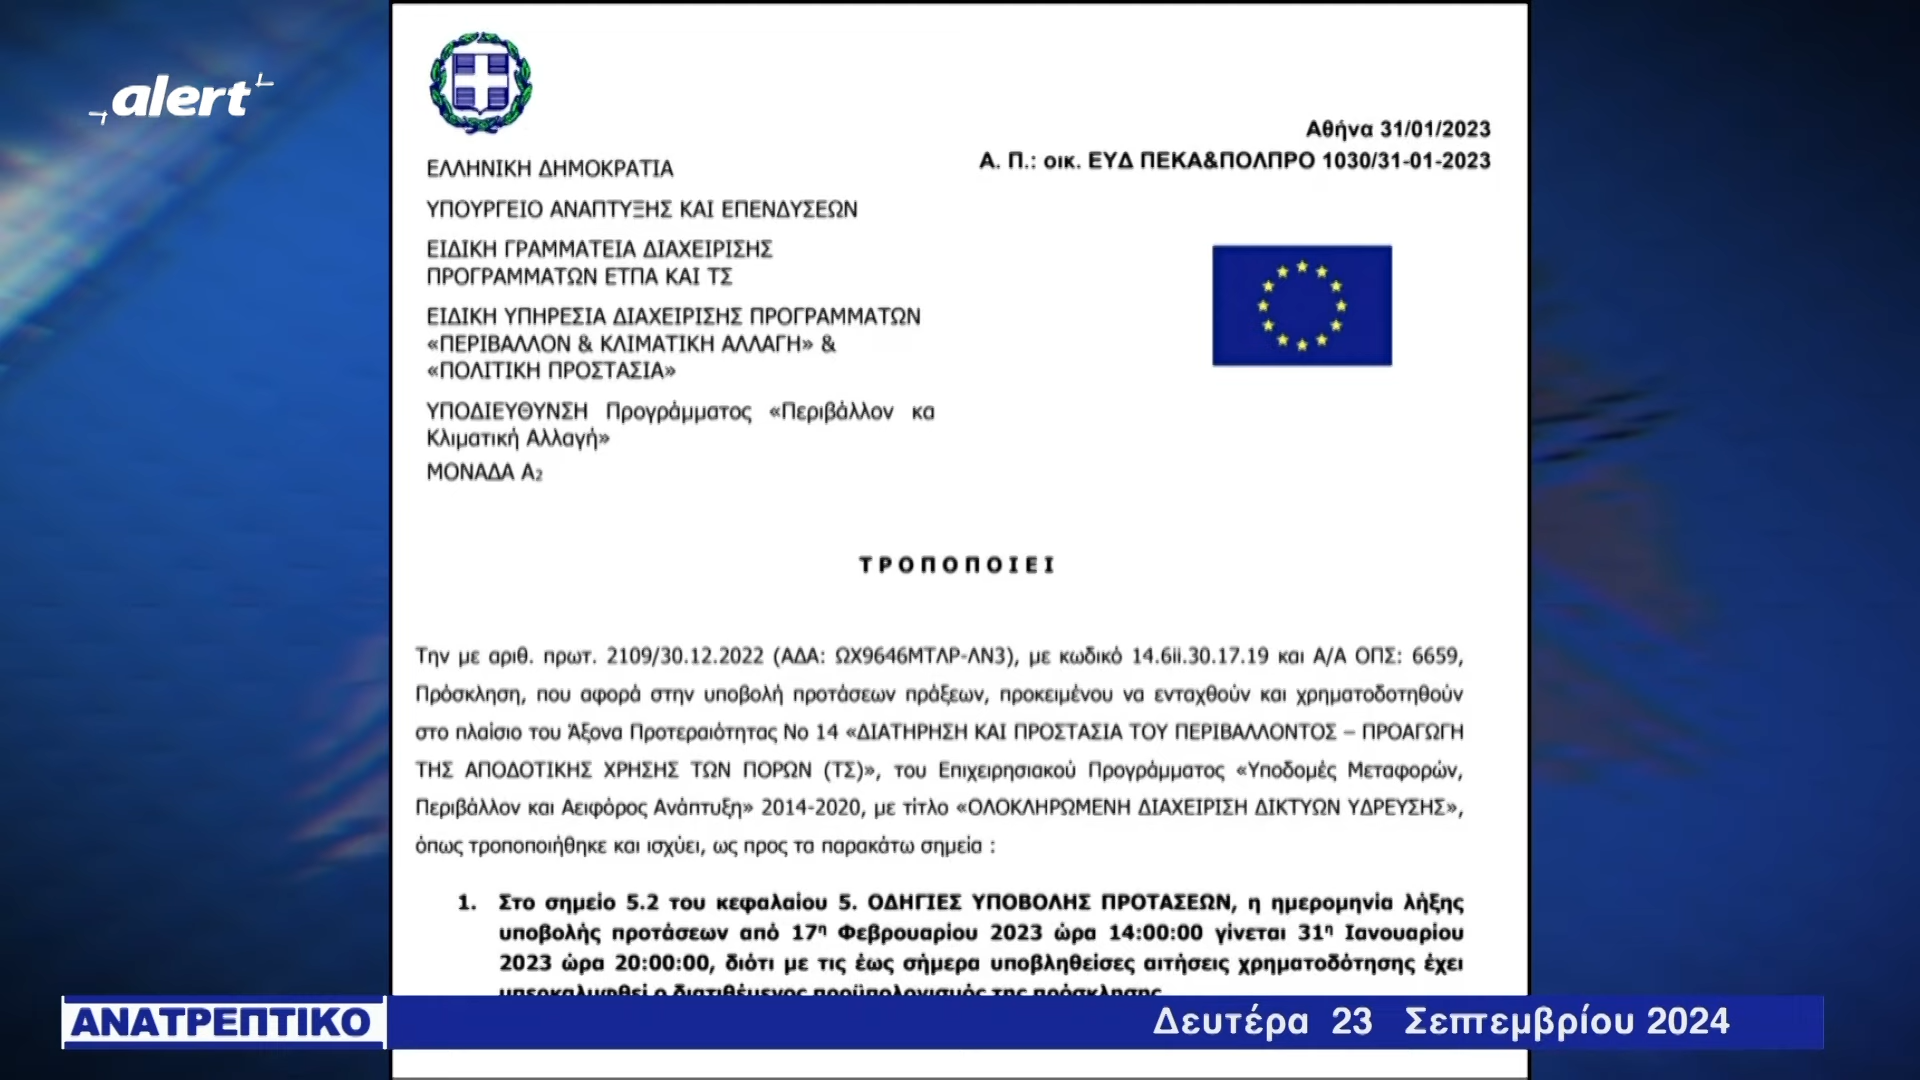 alert
Αθήνα 31/01/2023
Α. Π.: οικ. ΕΥΔ ΠΕΚΑ&ΠΟΛΠΡΟ 1030/31-01-2023
ΕΛΛΗΝΙΚΗ ΔΗΜΟΚΡΑΤΙΑ
ΥΠΟΥΡΓΕΙΟ ΑΝΑΠΤΥΞΗΣ ΚΑΙ ΕΠΕΝΔΥΣΕΩΝ
ΕΙΔΙΚΗ ΓΡΑΜΜΑΤΕΙΑ ΔΙΑΧΕΙΡΙΣΗΣ
ΠΡΟΓΡΑΜΜΑΤΩΝ ΕΤΠΑ ΚΑΙ ΤΣ
ΕΙΔΙΚΗ ΥΠΗΡΕΣΙΑ ΔΙΑΧΕΙΡΙΣΗΣ ΠΡΟΓΡΑΜΜΑΤΩΝ
«ΠΕΡΙΒΑΛΛΟΝ & ΚΛΙΜΑΤΙΚΗ ΑΛΛΑΓΗ» &
«ΠΟΛΙΤΙΚΗ ΠΡΟΣΤΑΣΙΑ»
ΥΠΟΔΙΕΥΘΥΝΣΗ Προγράμματος «Περιβάλλον κα
Κλιματική Αλλαγή»
ΜΟΝΑΔΑ Α₂
ΤΡΟΠΟΠΟΙΕΙ
Την με αριθ. πρωτ. 2109/30.12.2022 (ΑΔΑ: ΩΧ9646ΜΤΛΡ-ΛΝ3), με κωδικό 14.6ii.30.17.19 και Α/Α ΟΠΣ: 6659,
Πρόσκληση, που αφορά στην υποβολή προτάσεων πράξεων, προκειμένου να ενταχθούν και χρηματοδοτηθούν
στο πλαίσιο του Άξονα Προτεραιότητας Νο 14 «ΔΙΑΤΗΡΗΣΗ ΚΑΙ ΠΡΟΣΤΑΣΙΑ ΤΟΥ ΠΕΡΙΒΑΛΛΟΝΤΟΣ – ΠΡΟΑΓΩΓΗ
ΤΗΣ ΑΠΟΔΟΤΙΚΗΣ ΧΡΗΣΗΣ ΤΩΝ ΠΟΡΩΝ (ΤΣ)», του Επιχειρησιακού Προγράμματος «Υποδομές Μεταφορών,
Περιβάλλον και Αειφόρος Ανάπτυξη» 2014-2020, με τίτλο «ΟΛΟΚΛΗΡΩΜΕΝΗ ΔΙΑΧΕΙΡΙΣΗ ΔΙΚΤΥΩΝ ΥΔΡΕΥΣΗΣ»,
όπως τροποποιήθηκε και ισχύει, ως προς τα παρακάτω σημεία :
1. Στο σημείο 5.2 του κεφαλαίου 5. ΟΔΗΓΙΕΣ ΥΠΟΒΟΛΗΣ ΠΡΟΤΑΣΕΩΝ, η ημερομηνία λήξης
υποβολής προτάσεων από 17η Φεβρουαρίου 2023 ώρα 14:00:00 γίνεται 31η Ιανουαρίου
2023 ώρα 20:00:00, διότι με τις έως σήμερα υποβληθείσες αιτήσεις χρηματοδότησης έχει
υπερκαλυφθεί ο διατιθέμενος προϋπολογισμός της πρόσκλησης
ΑΝΑΤΡΕΠΤΙΚΟ
Δευτέρα 23 Σεπτεμβρίου 2024